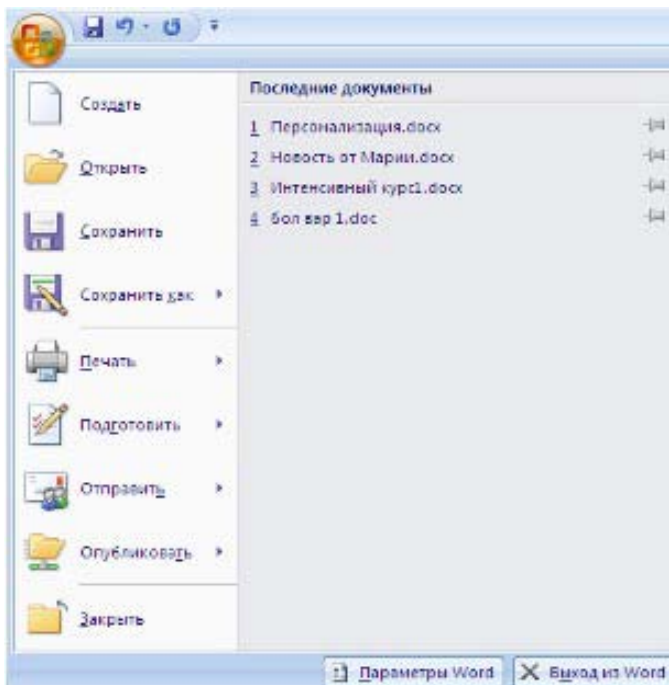 Создать
Открыть
Сохранить
Сохранить как
Печать
Подготовить
Отправить
Опубликовать
Закрыть
Последние документы
1 Персонализация.docx
2 Новость от Марии.docx
3 Интенсивный курс1.docx
4 бол вар 1.doc
Параметры Word
Выход из Word